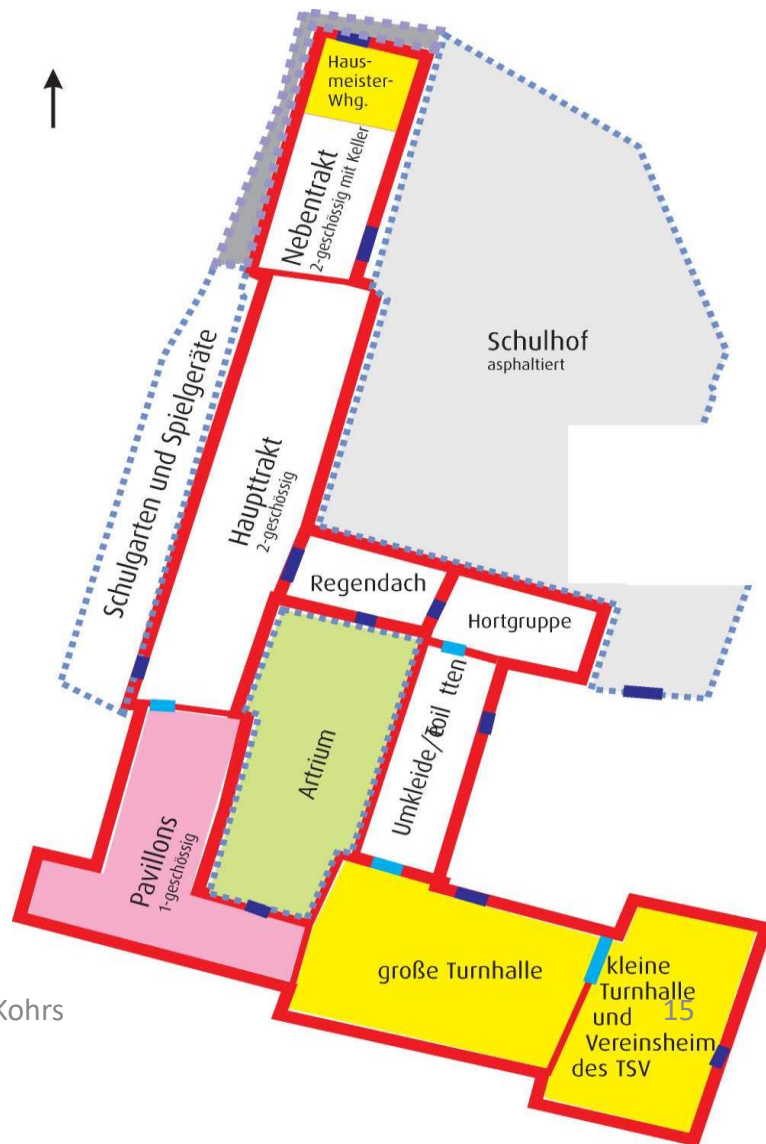 Haus-
meister-
Whg.
Nebentrakt
2-geschössig mit Keller
Schulhof
asphaltiert
Schulgarten und Spielgeräte
Haupttrakt
2-geschössig
Regendach
Hortgruppe
Umkleide/Toiletten
Artrium
Pavillons
1-geschössig
große Turnhalle
kleine
Turnhalle
und
Vereinsheim
des TSV
Kohrs
15